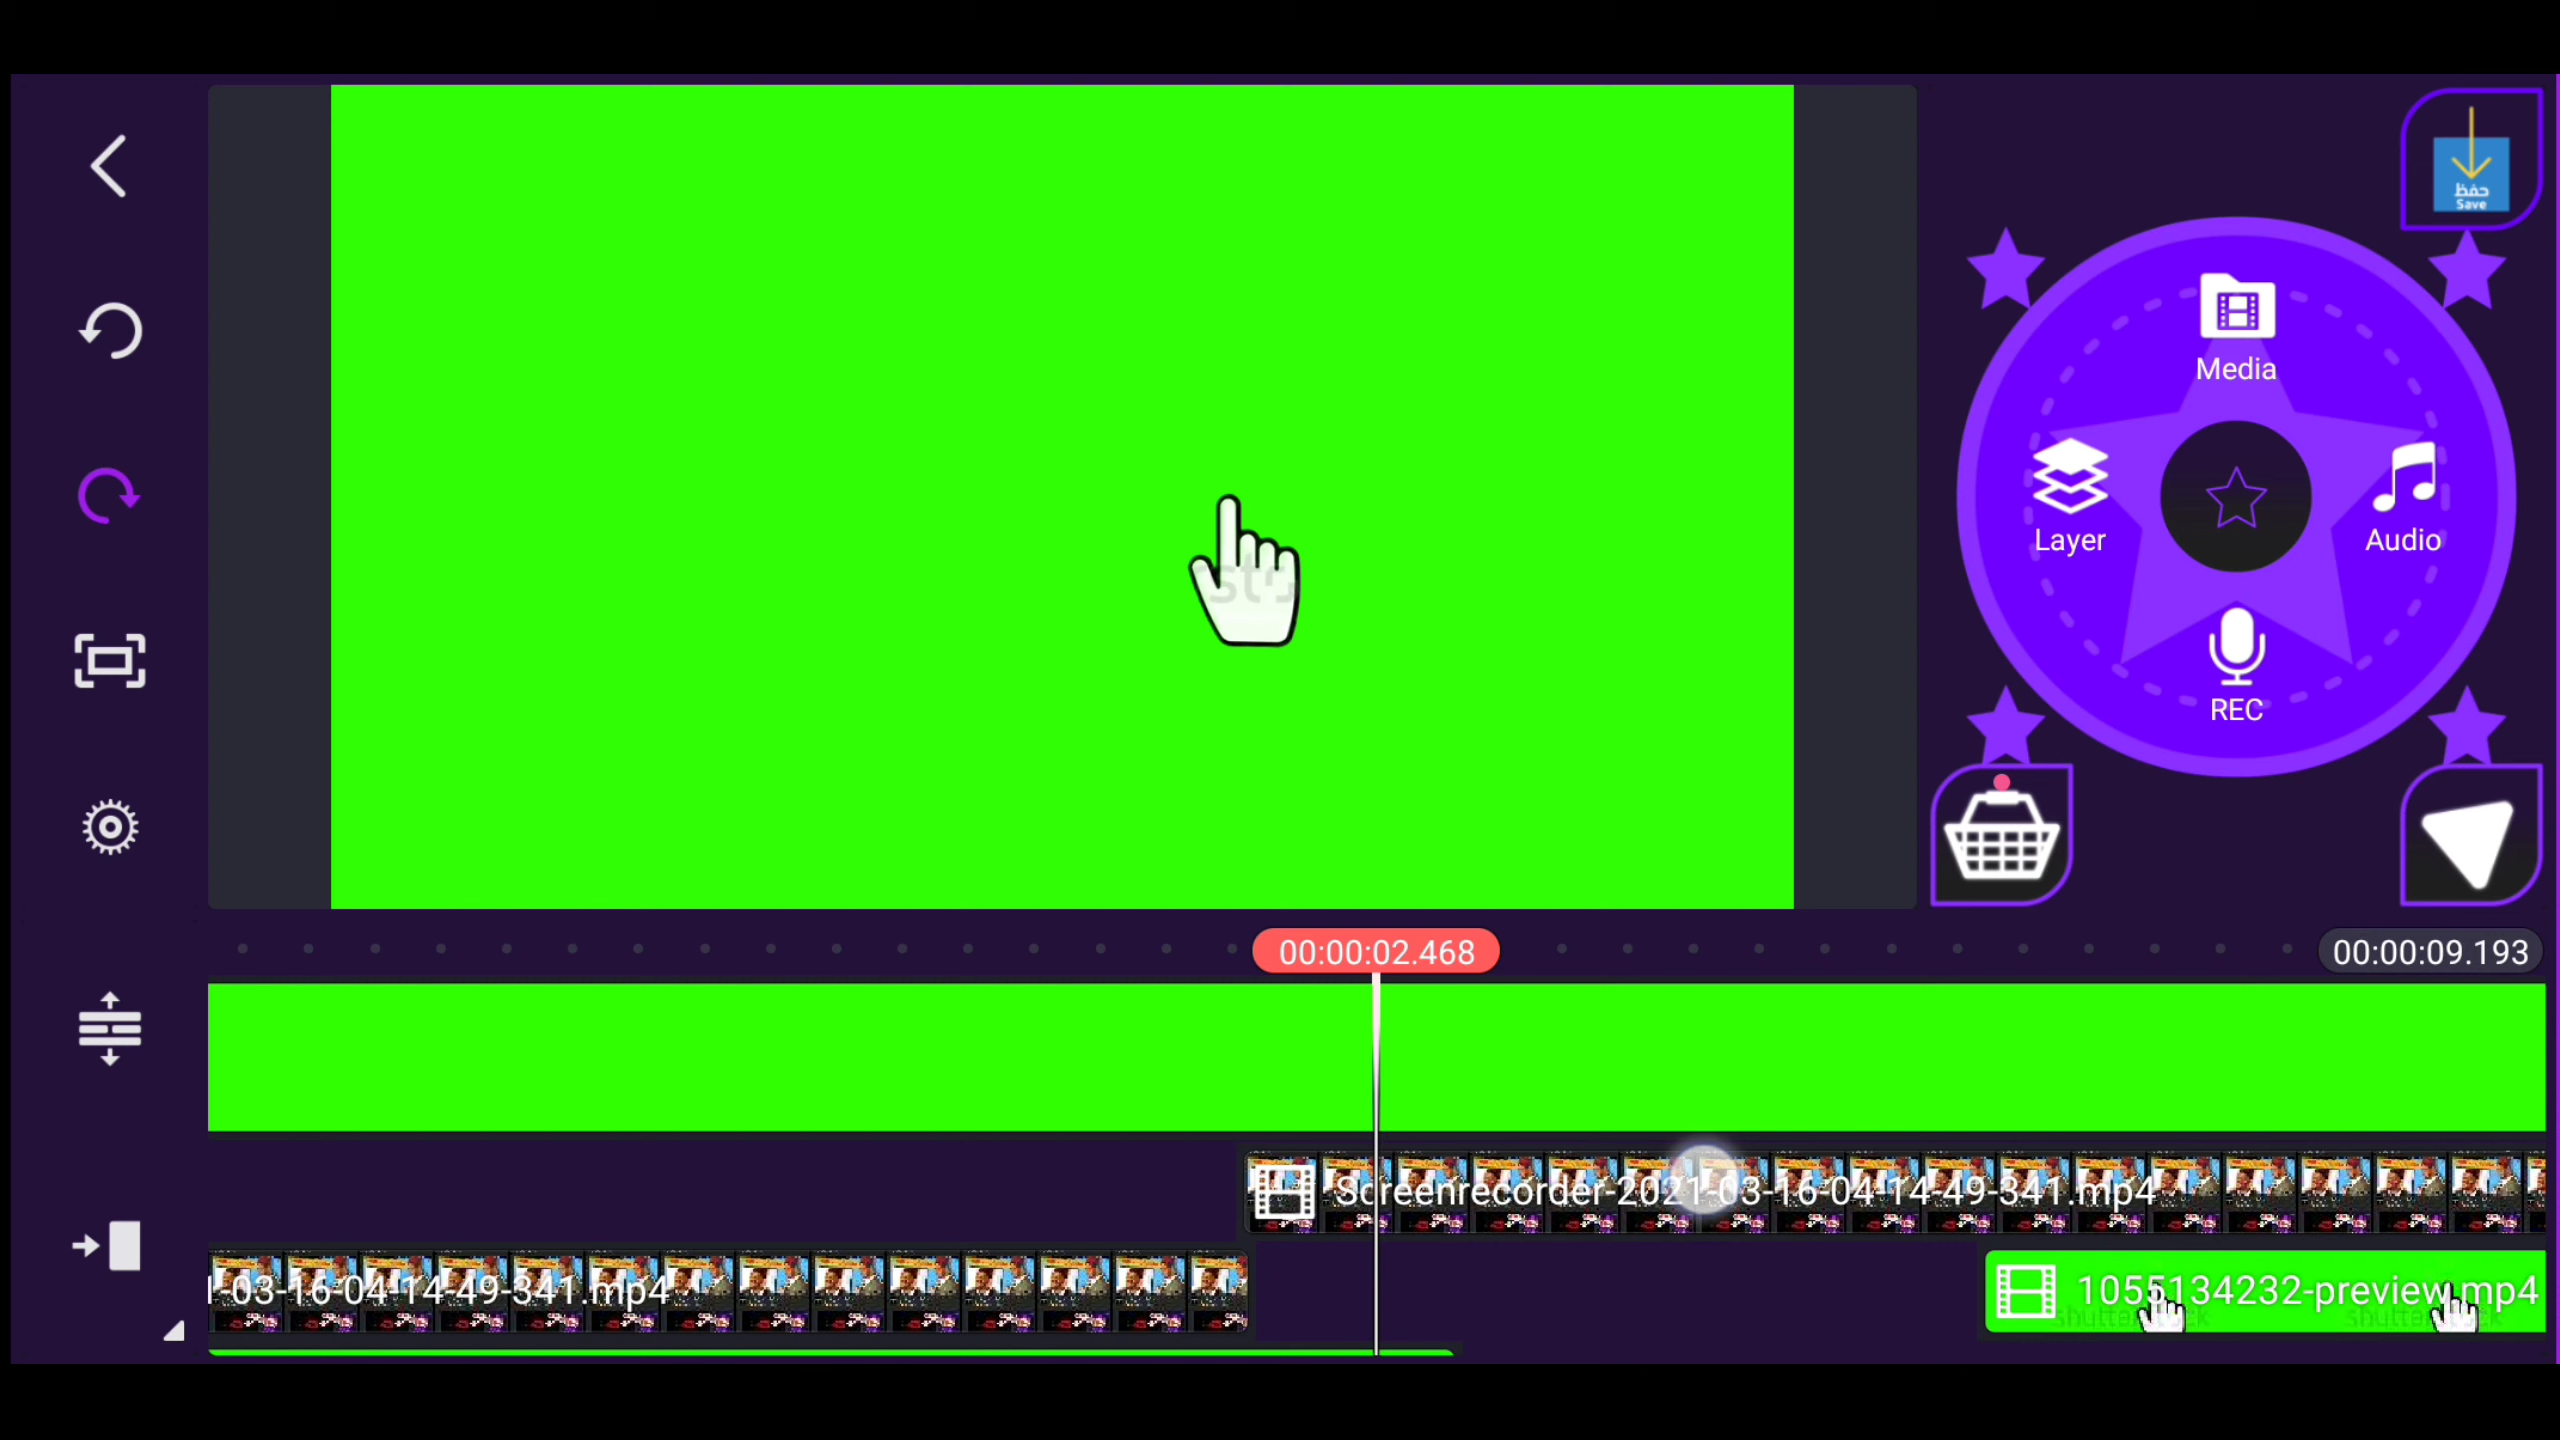 حفظ
Save
Media
Layer
Audio
REC
00:00:02.468
00:00:09.193
Screenrecorder-2021-03-16-04-14-49-341.mp4
-03-16-04-14-49-341.mp4
1055134232-preview.mp4